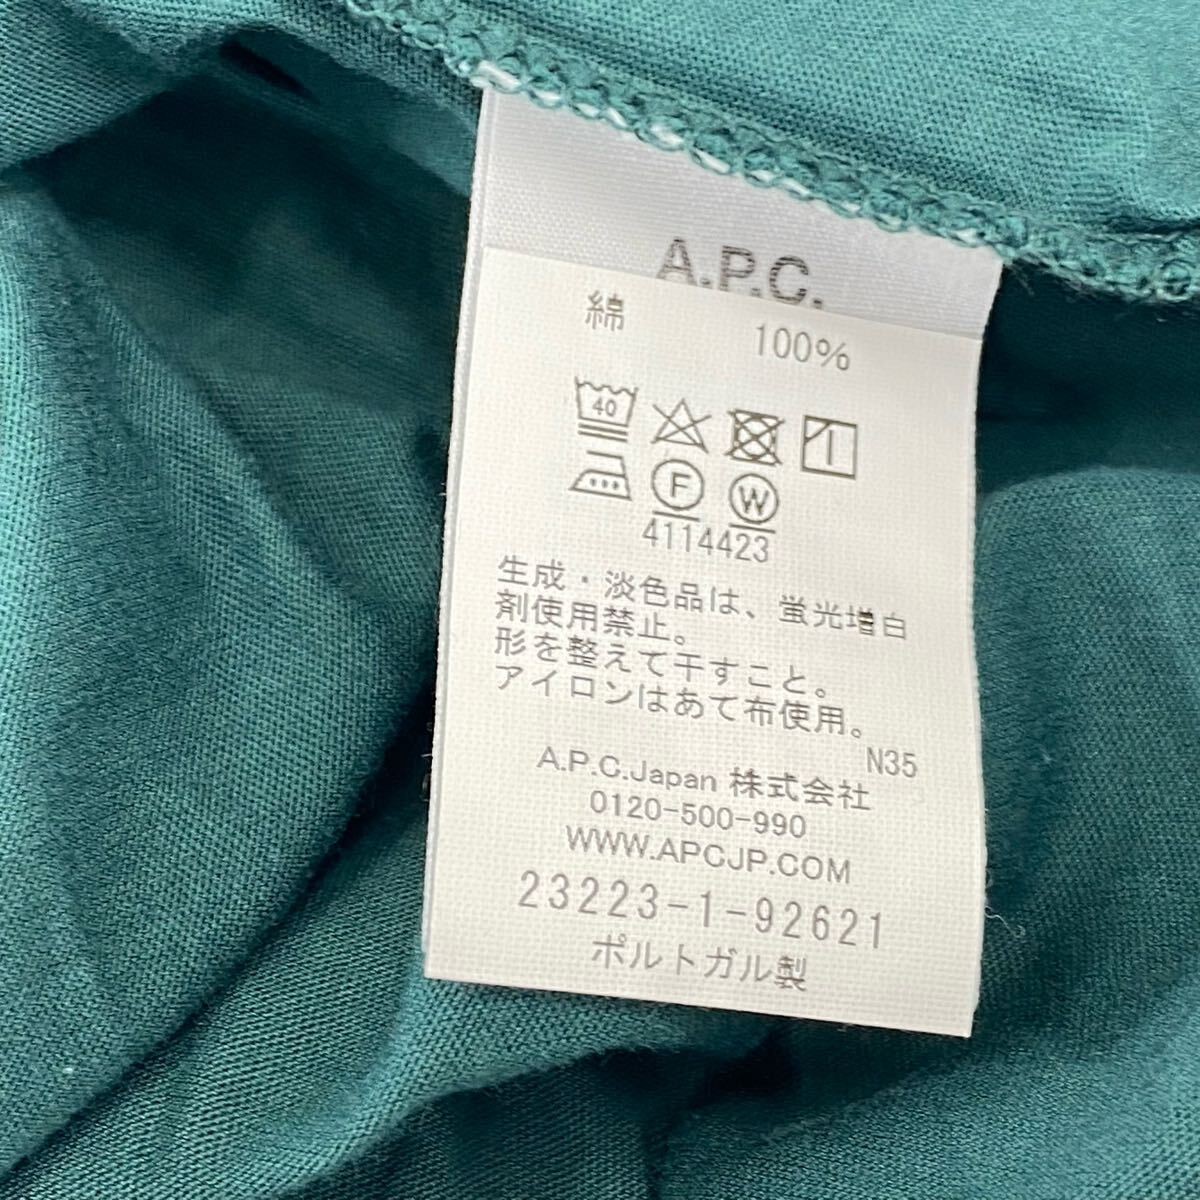 A.P.C.
綿 100%
40
F W
4114423
生成・淡色品は、蛍光増白
剤使用禁止。
形を整えて干すこと。
アイロンはあて布使用。
N35
A.P.C.Japan 株式会社
0120-500-990
WWW.APCJP.COM
23223-1-92621
ポルトガル製